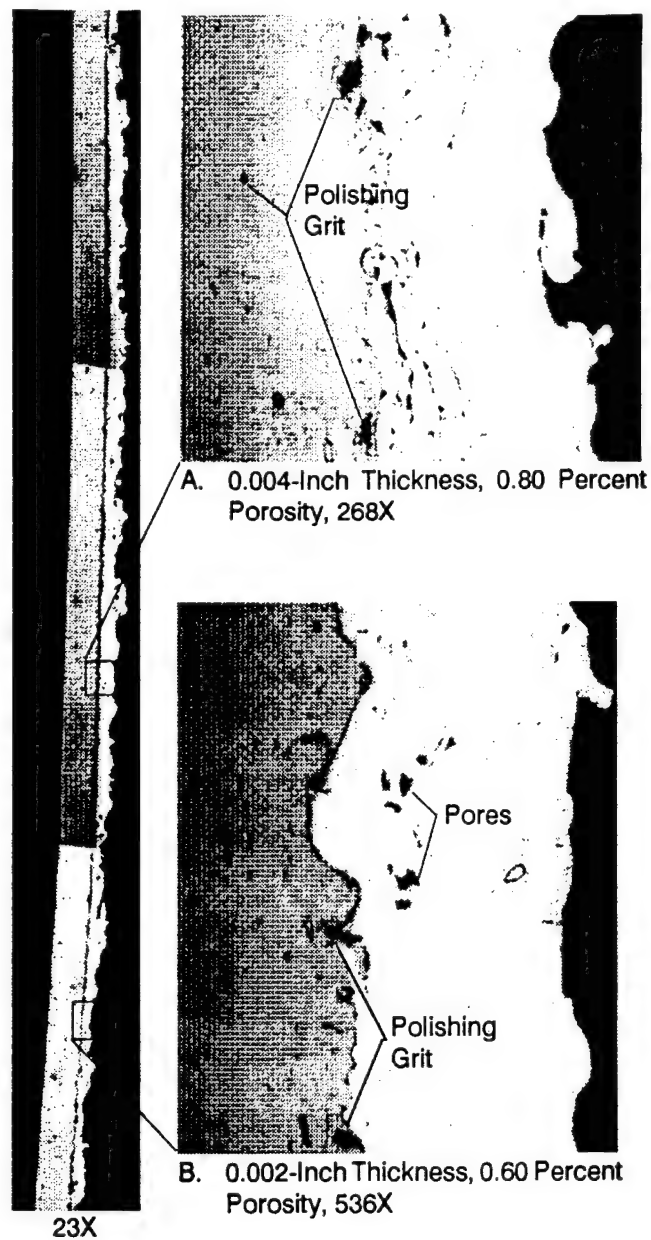 Polishing
Grit
A. 0.004-Inch Thickness, 0.80 Percent
Porosity, 268X
Pores
Polishing
Grit
B. 0.002-Inch Thickness, 0.60 Percent
Porosity, 536X
23X